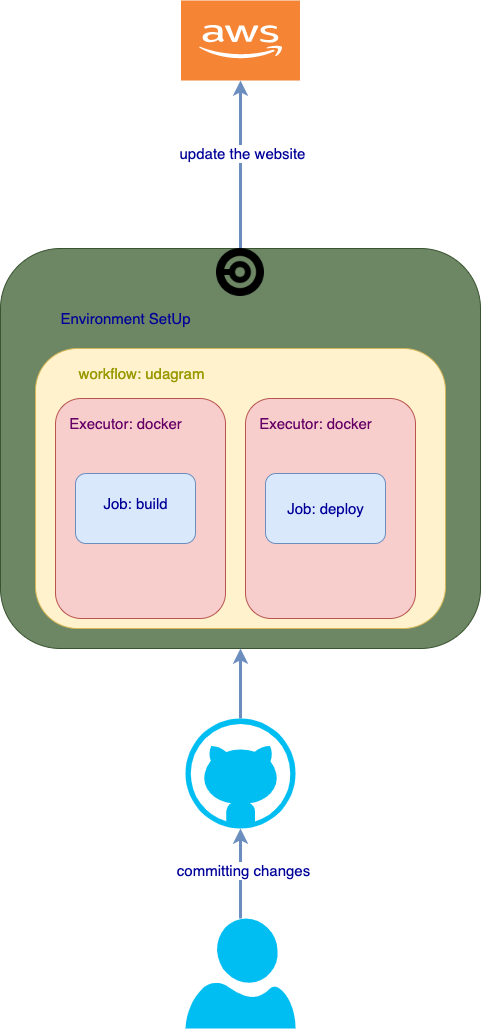 aws
update the website
Environment SetUp
workflow: udagram
Executor: docker
Executor: docker
Job: build
Job: deploy
committing changes